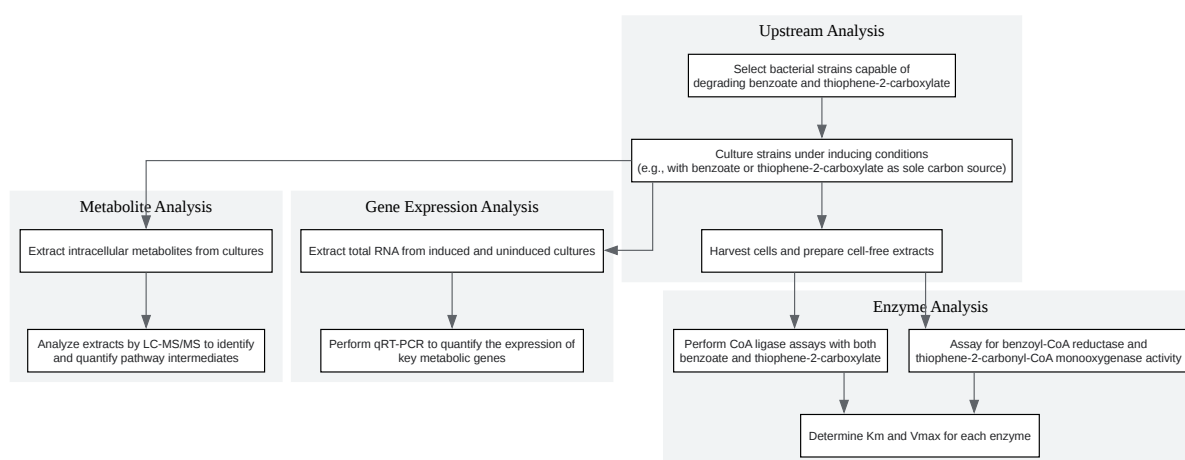 Upstream Analysis
Select bacterial strains capable of
degrading benzoate and thiophene-2-carboxylate
Culture strains under inducing conditions
(e.g., with benzoate or thiophene-2-carboxylate as sole carbon source)
Harvest cells and prepare cell-free extracts
Metabolite Analysis
Extract intracellular metabolites from cultures
Analyze extracts by LC-MS/MS to identify
and quantify pathway intermediates
Gene Expression Analysis
Extract total RNA from induced and uninduced cultures
Perform qRT-PCR to quantify the expression of
key metabolic genes
Enzyme Analysis
Perform CoA ligase assays with both
benzoate and thiophene-2-carboxylate
Assay for benzoyl-CoA reductase and
thiophene-2-carbonyl-CoA monooxygenase activity
Determine Km and Vmax for each enzyme